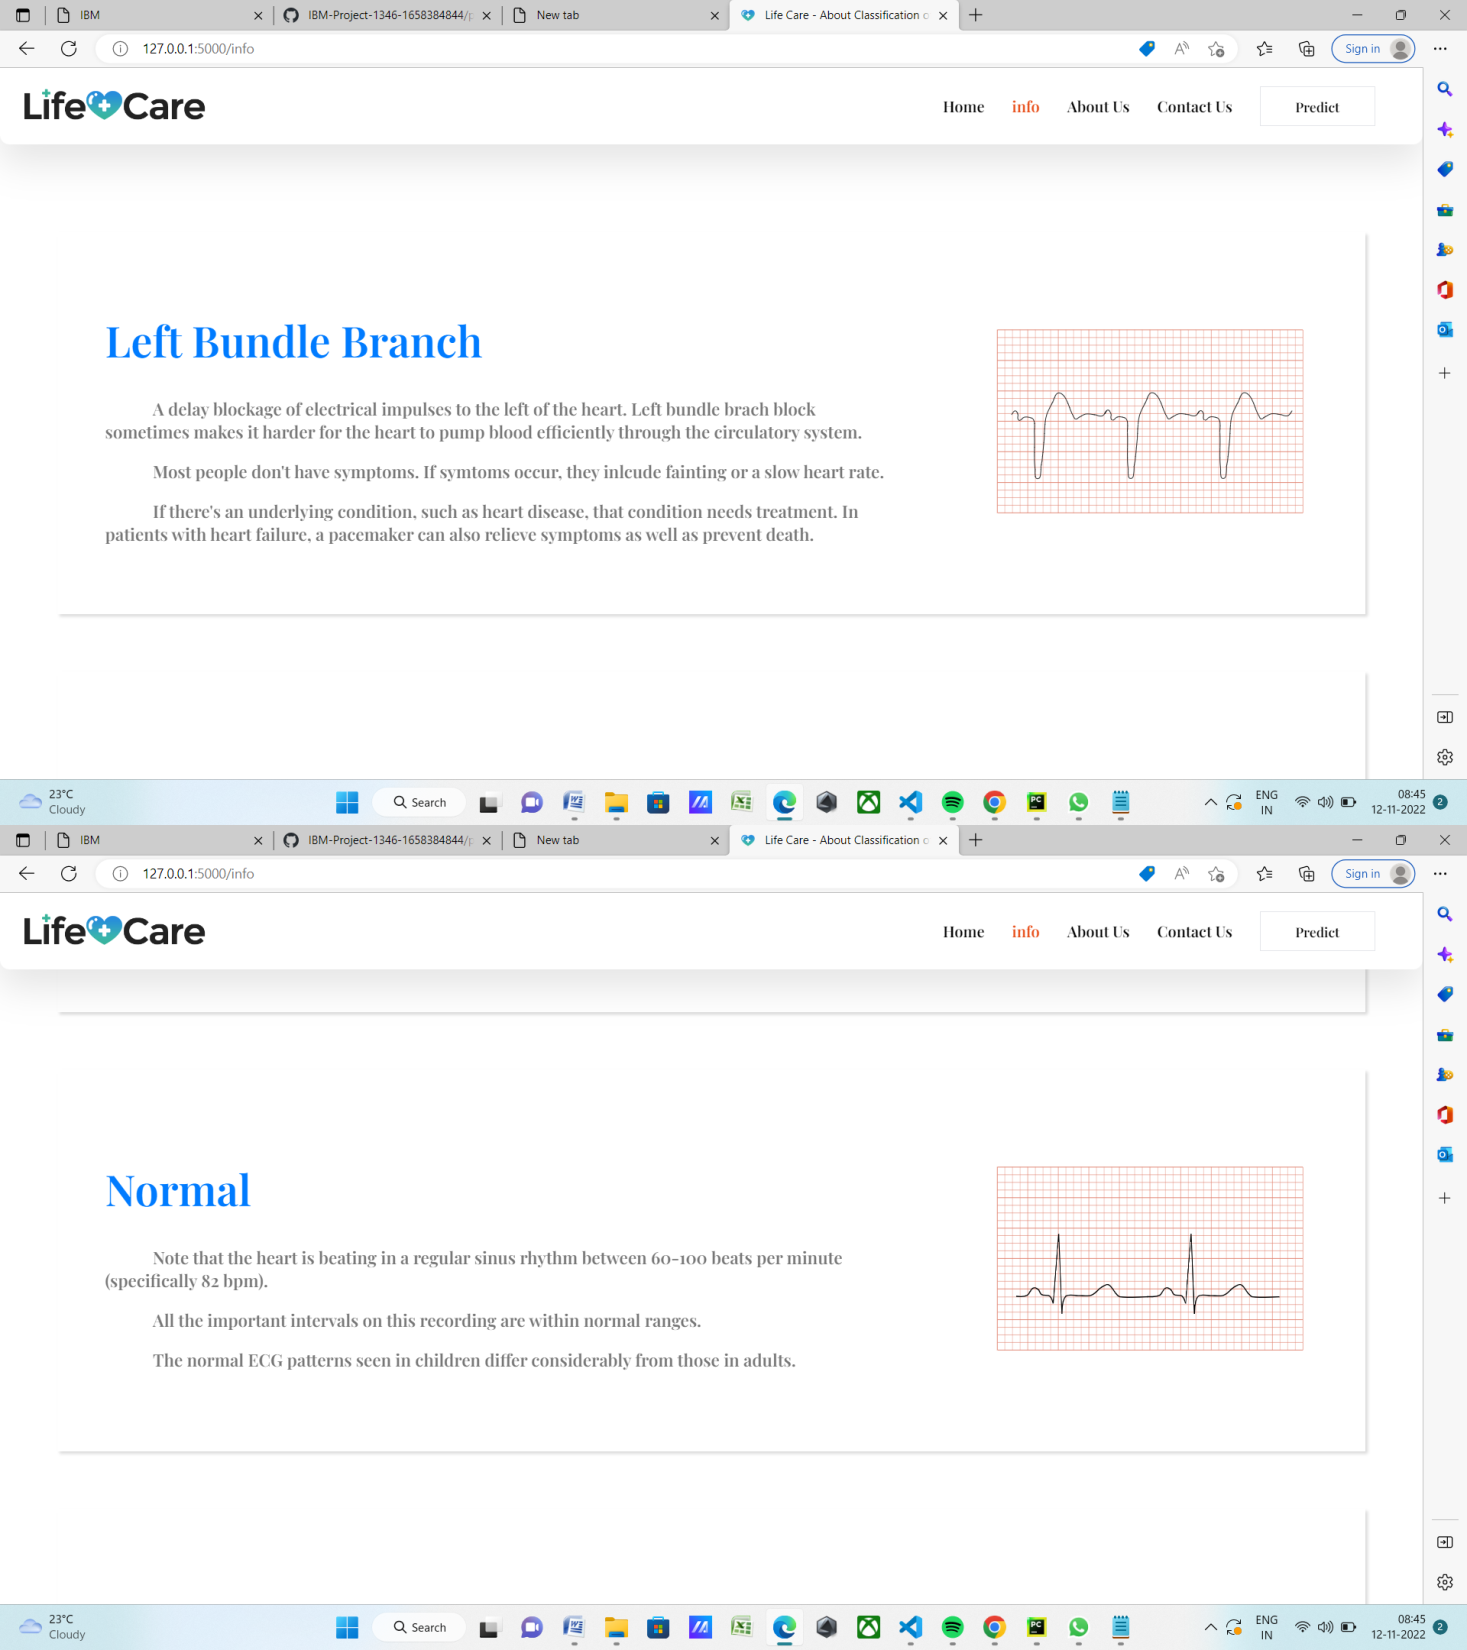 IBM
IBM-Project-1346-1658384844/p
New tab
Life Care - About Classification o
127.0.0.1:5000/info
Sign in
Life Care
Home
info
About Us
Contact Us
Predict
Left Bundle Branch
A delay blockage of electrical impulses to the left of the heart. Left bundle brach block
sometimes makes it harder for the heart to pump blood efficiently through the circulatory system.
Most people don't have symptoms. If symtoms occur, they inlcude fainting or a slow heart rate.
If there's an underlying condition, such as heart disease, that condition needs treatment. In
patients with heart failure, a pacemaker can also relieve symptoms as well as prevent death.
23°C
Cloudy
Search
ENG
IN
08:45
12-11-2022
2
IBM
IBM-Project-1346-1658384844/p
New tab
Life Care - About Classification o
127.0.0.1:5000/info
Sign in
Life Care
Home
info
About Us
Contact Us
Predict
Normal
Note that the heart is beating in a regular sinus rhythm between 60-100 beats per minute
(specifically 82 bpm).
All the important intervals on this recording are within normal ranges.
The normal ECG patterns seen in children differ considerably from those in adults.
23°C
Cloudy
Search
ENG
IN
08:45
12-11-2022
2